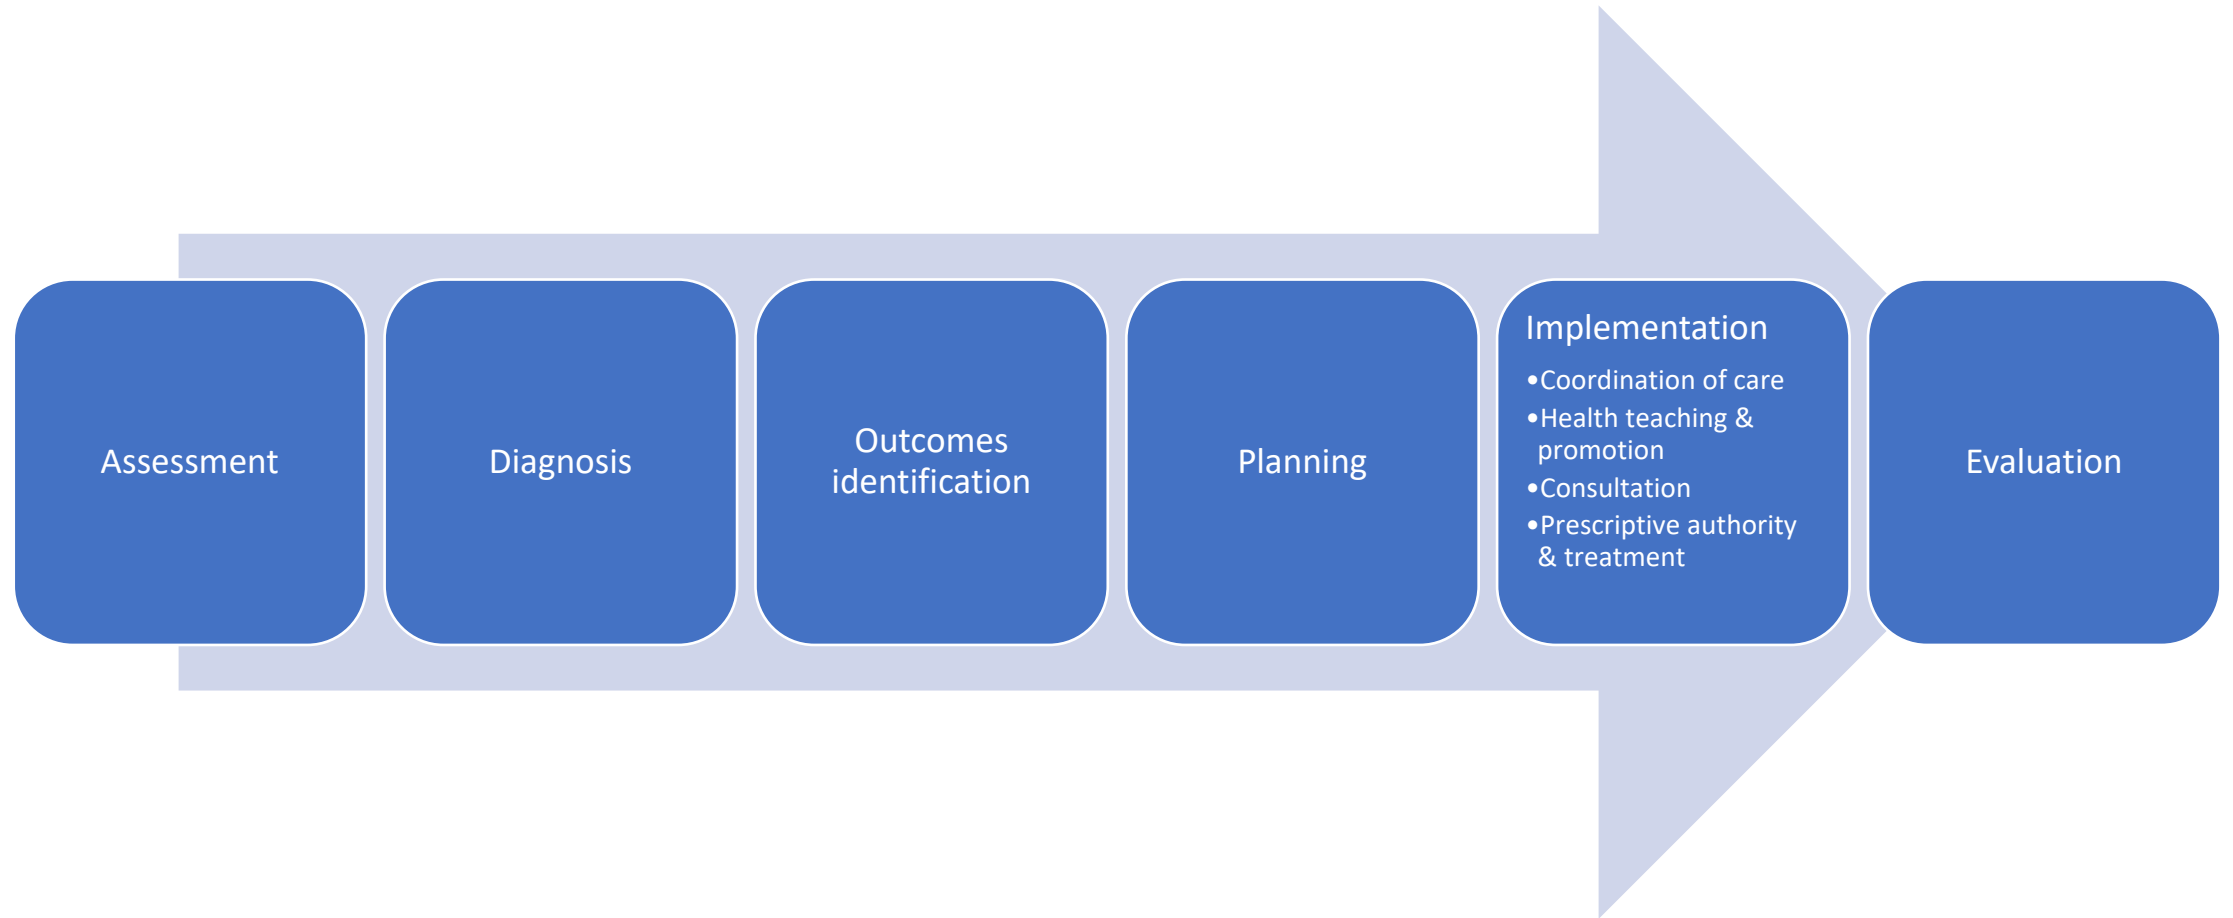 Assessment
Diagnosis
Outcomes
identification
Planning
Implementation
•Coordination of care
•Health teaching &
promotion
•Consultation
•Prescriptive authority
& treatment
Evaluation